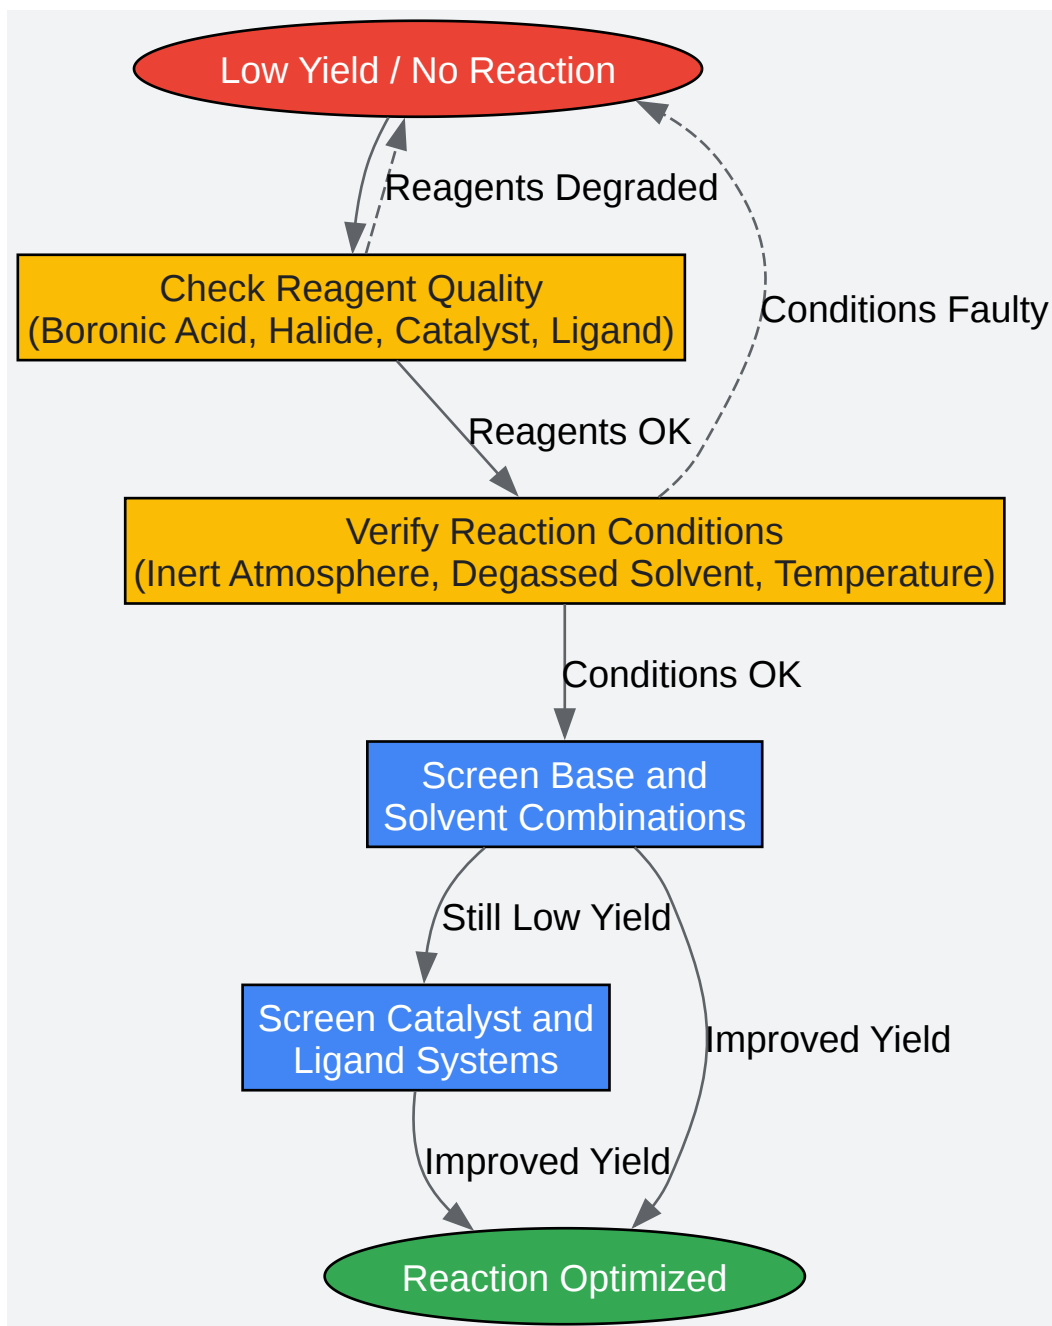 Low Yield / No Reaction
Reagents Degraded
Check Reagent Quality
(Boronic Acid, Halide, Catalyst, Ligand)
Conditions Faulty
Reagents OK
Verify Reaction Conditions
(Inert Atmosphere, Degassed Solvent, Temperature)
Conditions OK
Screen Base and
Solvent Combinations
Still Low Yield
Screen Catalyst and
Ligand Systems
Improved Yield
Improved Yield
Reaction Optimized